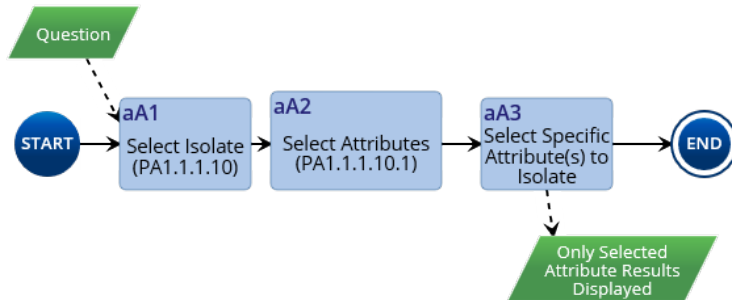 Question
START
aA1
Select Isolate
(PA1.1.1.10)
aA2
Select Attributes
(PA1.1.1.10.1)
aA3
Select Specific
Attribute(s) to
Isolate
END
Only Selected
Attribute Results
Displayed